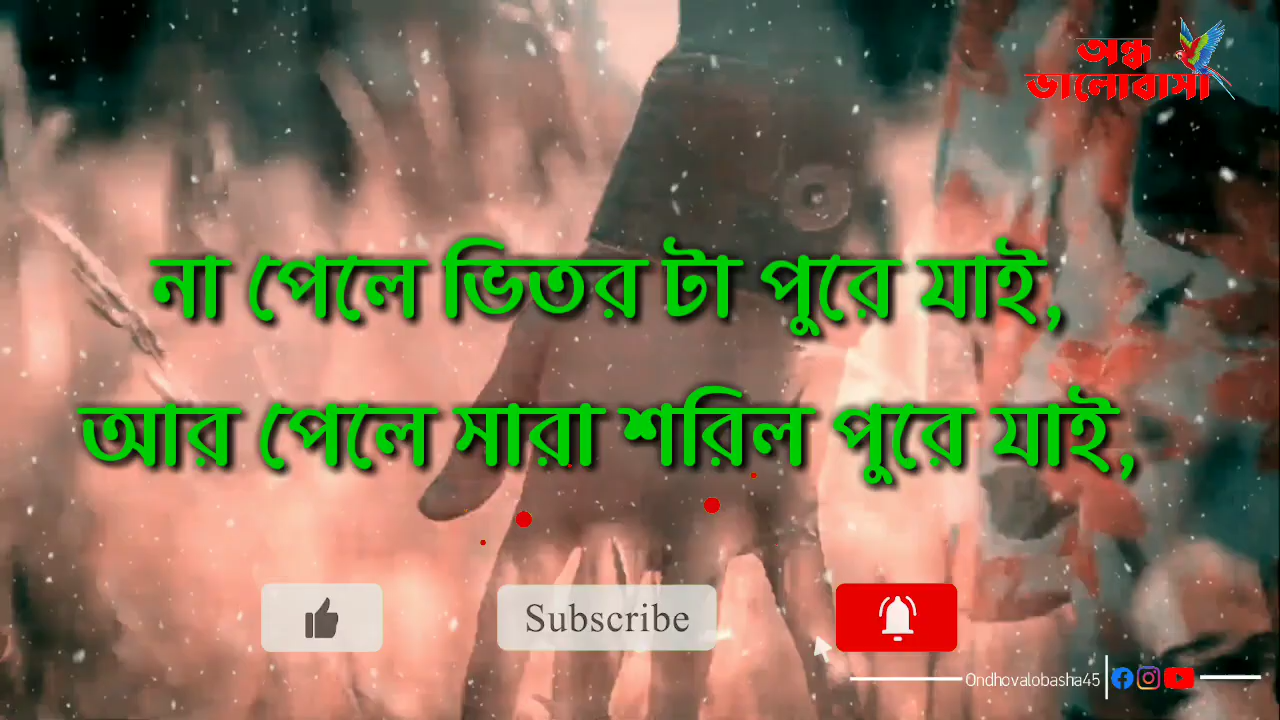 অন্ধ
ভালোবাসা
না পেলে ভিতর টা পুরে যাই,
আর পেলে সারা শরিল পুরে যাই,
Subscribe
Ondhovalobasha45